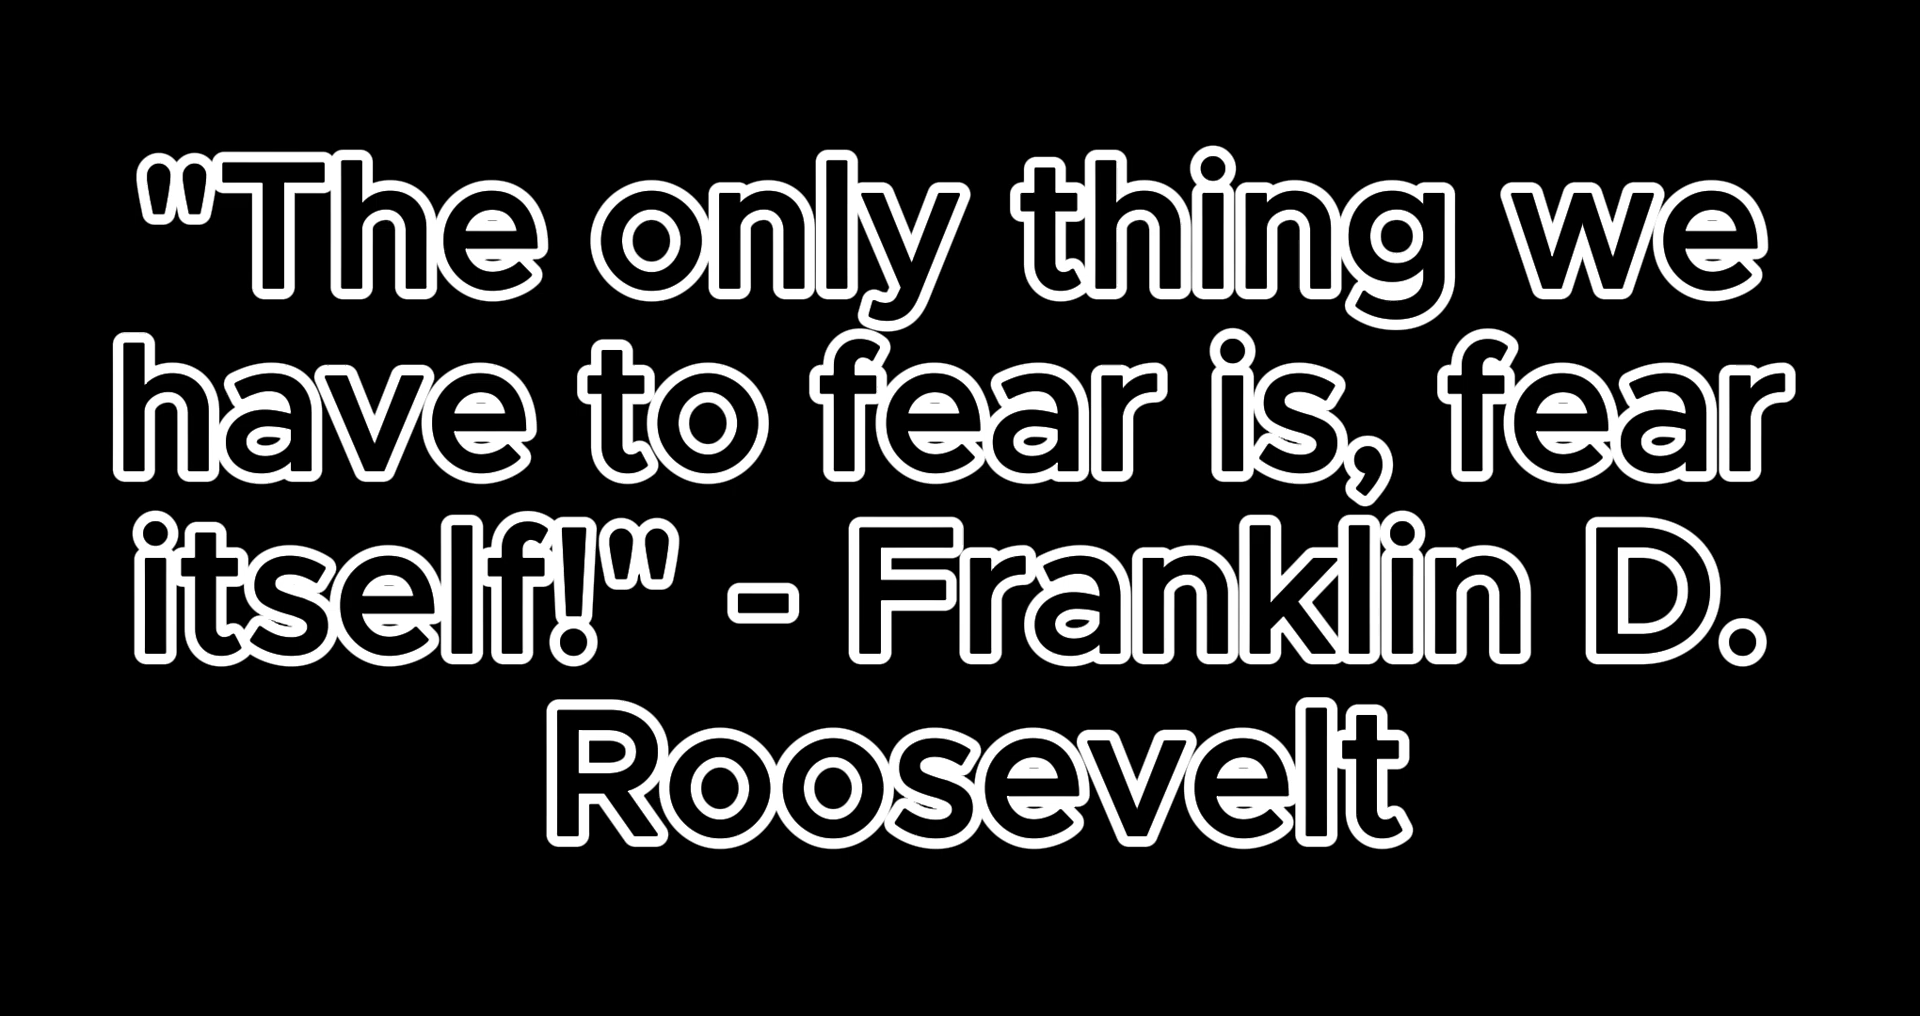 "The only thing we
have to fear is, fear
itself!" - Franklin D.
Roosevelt